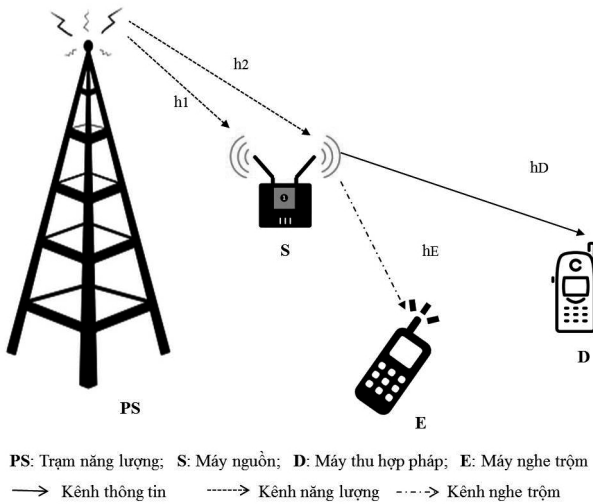 h2
h1
hD
S
hE
D
PS
E
PS: Trạm năng lượng; S: Máy nguồn; D: Máy thu hợp pháp; E: Máy nghe trộm
Kênh thông tin Kênh năng lượng Kênh nghe trộm